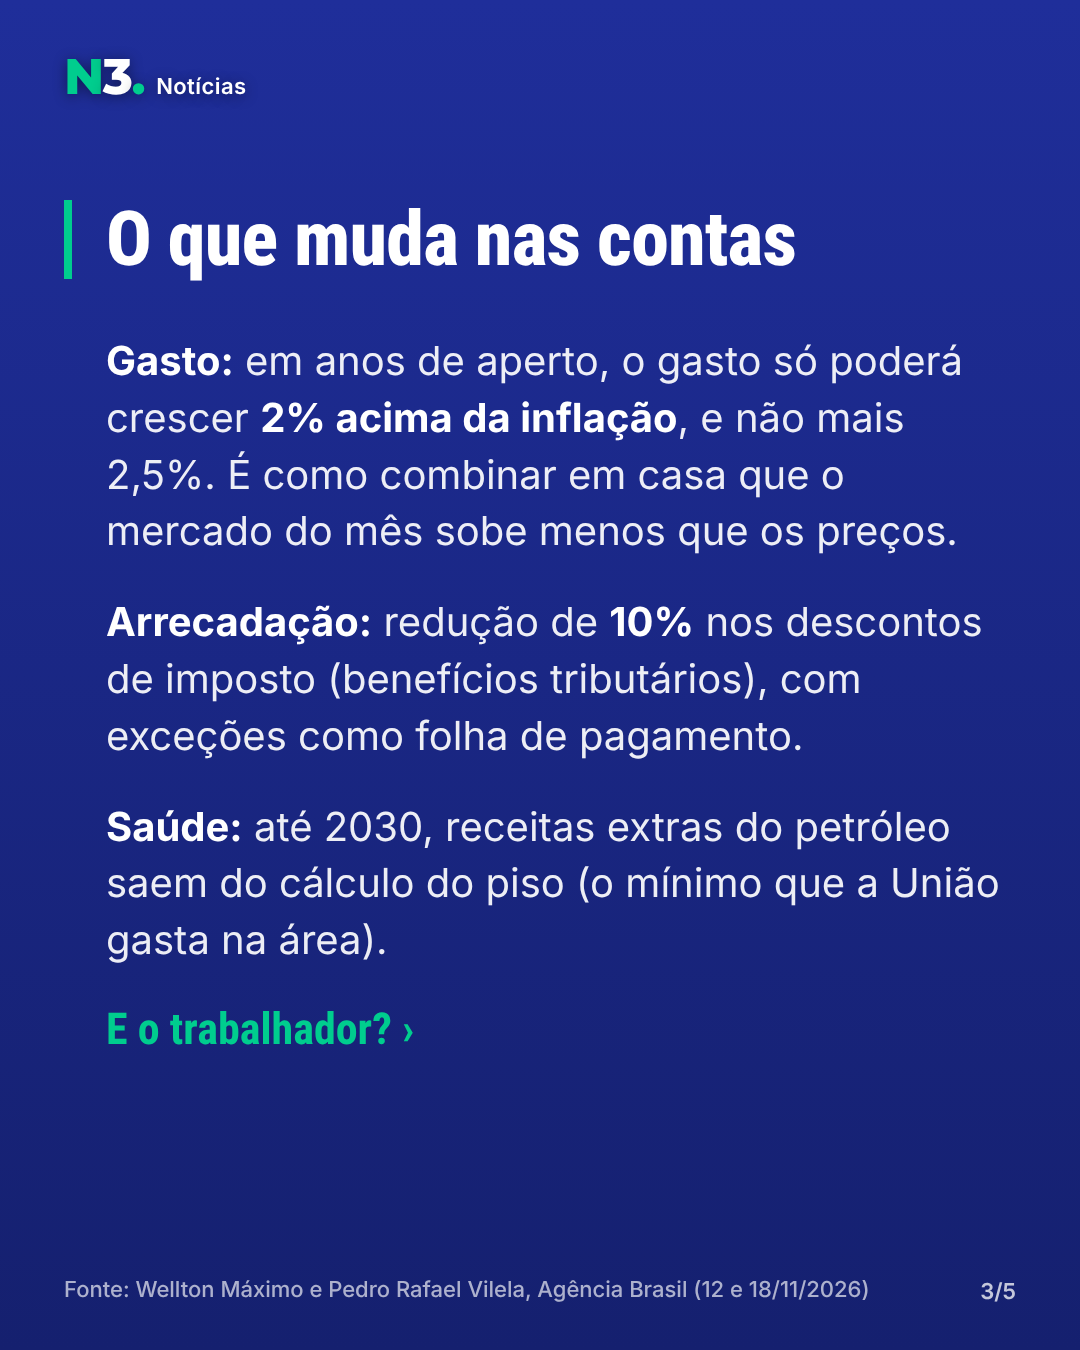 N3. Notícias
O que muda nas contas
Gasto: em anos de aperto, o gasto só poderá
crescer 2% acima da inflação, e não mais
2,5%. É como combinar em casa que o
mercado do mês sobe menos que os preços.
Arrecadação: redução de 10% nos descontos
de imposto (benefícios tributários), com
exceções como folha de pagamento.
Saúde: até 2030, receitas extras do petróleo
saem do cálculo do piso (o mínimo que a União
gasta na área).
E o trabalhador? ›
Fonte: Wellton Máximo e Pedro Rafael Vilela, Agência Brasil (12 e 18/11/2026)
3/5